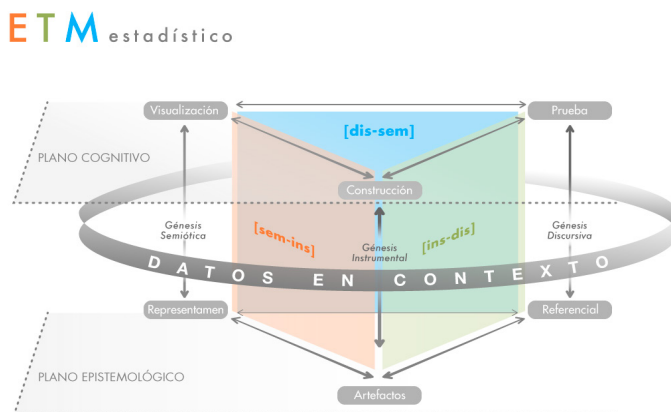 ETM estadístico
Visualización
Prueba
[dis-sem]
PLANO COGNITIVO
Construcción
Génesis
Semiótica
[sem-ins]
Génesis
Instrumental
[ins-dis]
Génesis
Discursiva
DATOS EN CONTEXTO
Representamen
Referencial
PLANO EPISTEMOLÓGICO
Artefactos